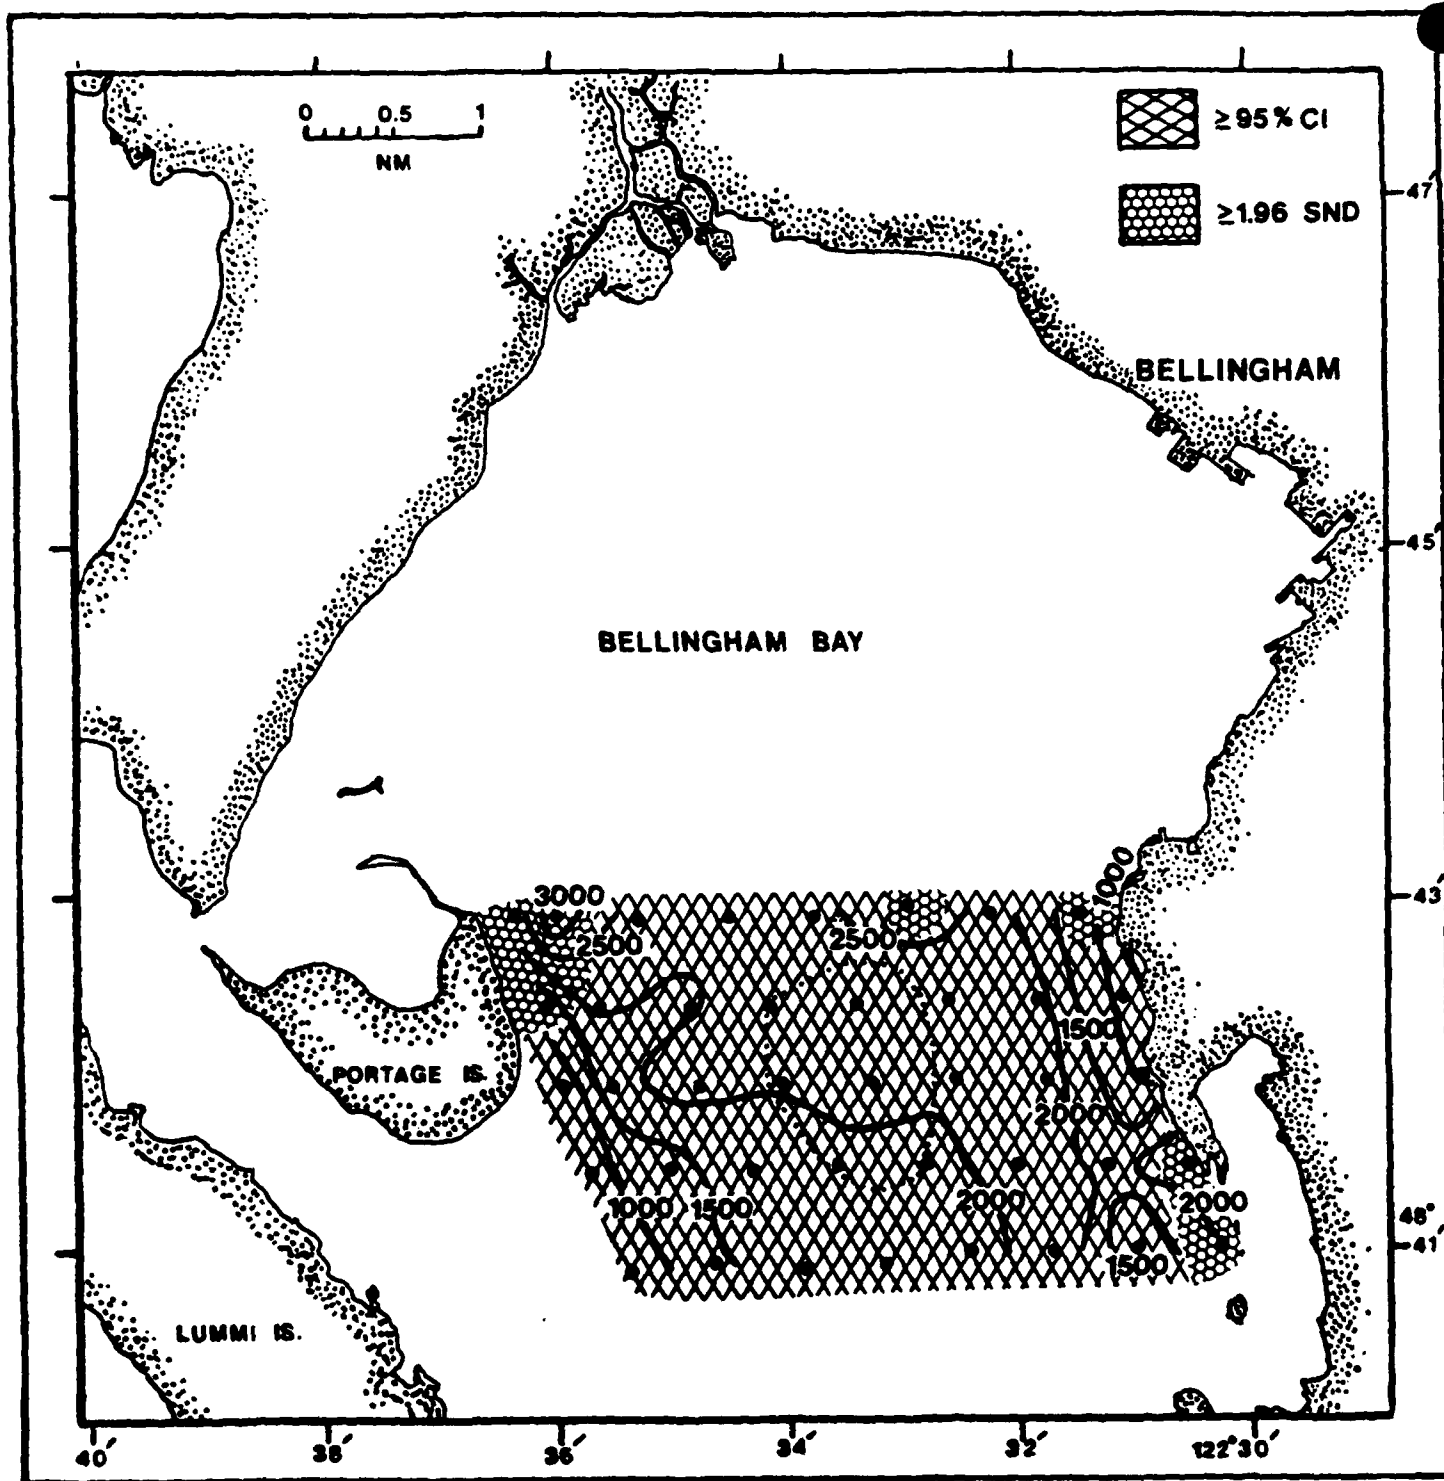 0 0.5 1
NM
≥95% CI
≥1.96 SND
47′
BELLINGHAM
45′
BELLINGHAM BAY
1000
3000
43′
2500
2500
1500
PORTAGE IS.
2000
1000
1500
2000
2000
48°
41′
1500
LUMMI IS.
40′
38′
36′
34′
32′
122°30′